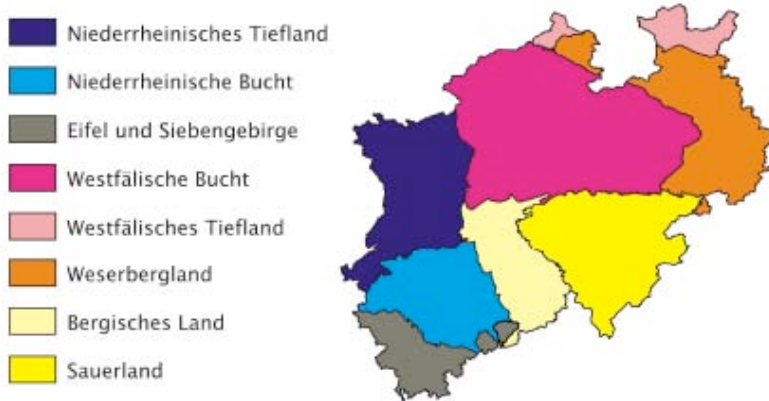 Niederrheinisches Tiefland
Niederrheinische Bucht
Eifel und Siebengebirge
Westfälische Bucht
Westfälisches Tiefland
Weserbergland
Bergisches Land
Sauerland